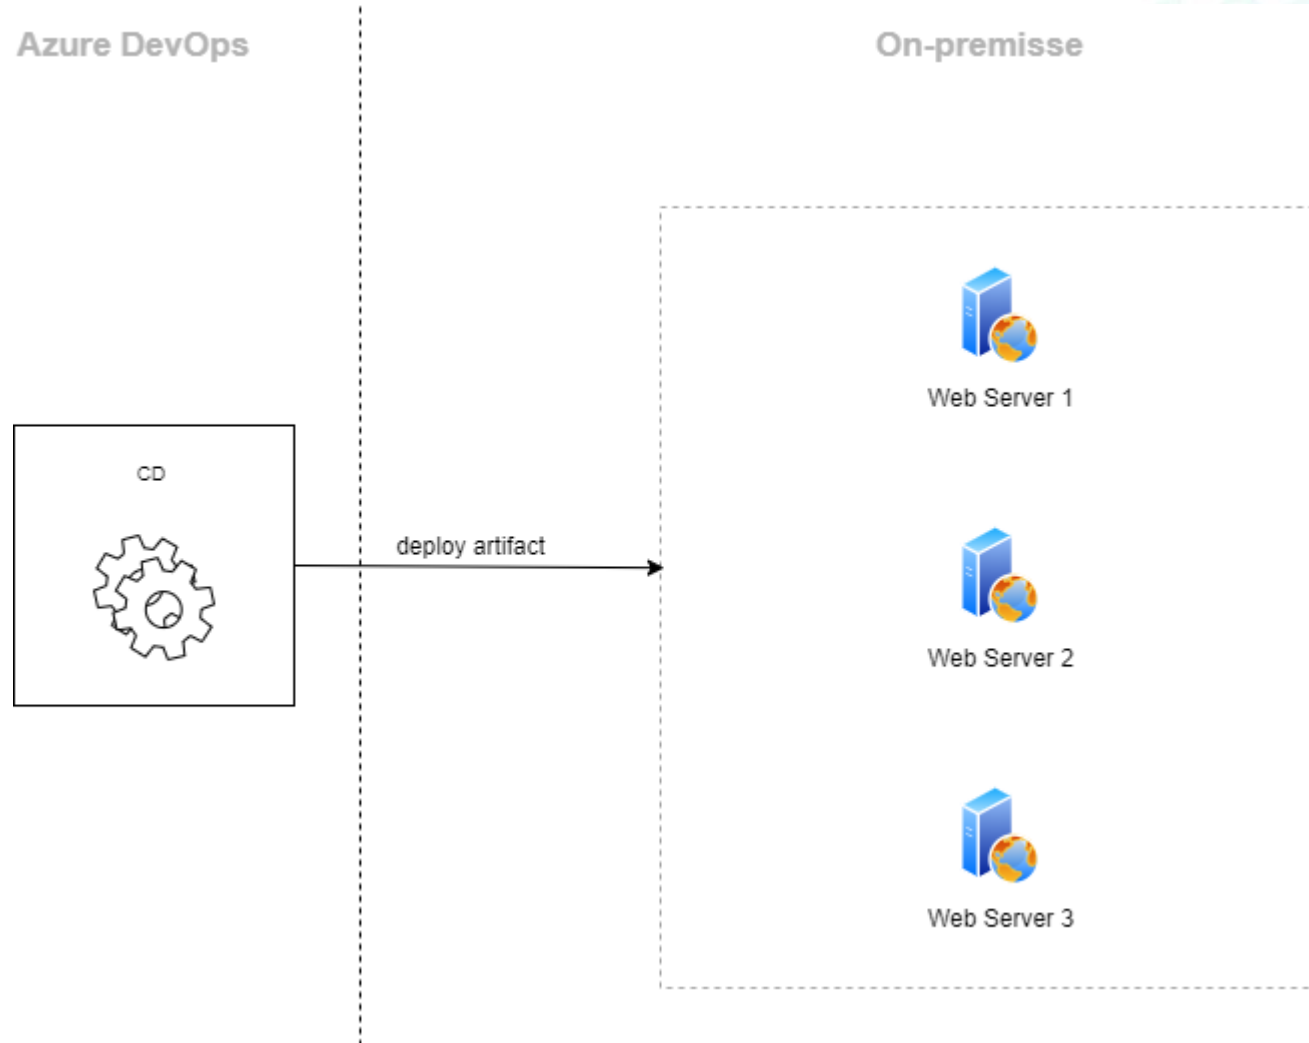 Azure DevOps
On-premisse
Web Server 1
CD
deploy artifact
Web Server 2
Web Server 3